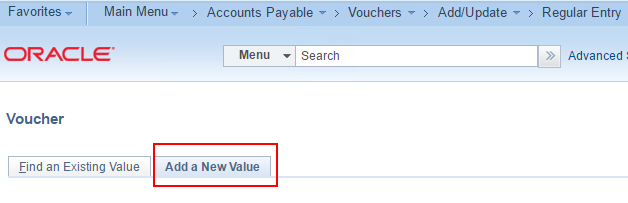 Favorites Main Menu > Accounts Payable > Vouchers > Add/Update > Regular Entry
ORACLE Menu Search Advanced S
Voucher
Find an Existing Value Add a New Value